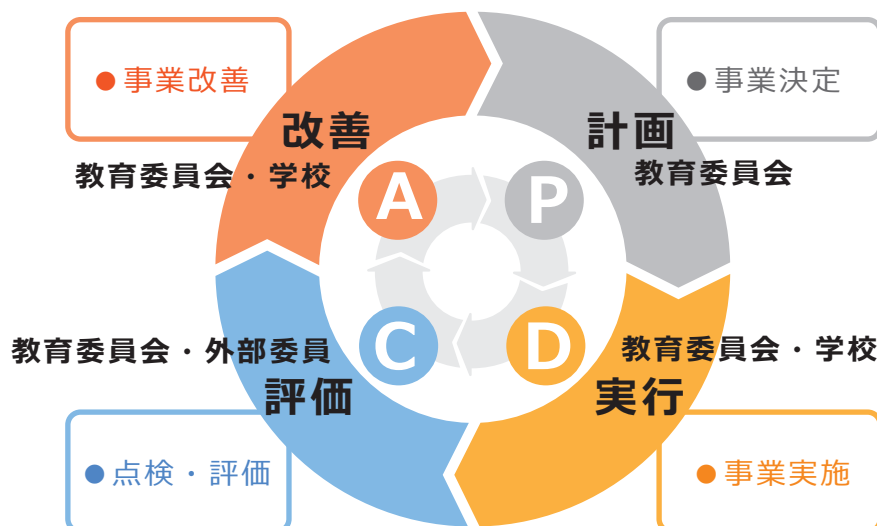 ● 事業改善
● 事業決定
改善
計画
教育委員会・学校
教育委員会
A
P
C
D
教育委員会・外部委員
教育委員会・学校
評価
実行
● 点検・評価
● 事業実施